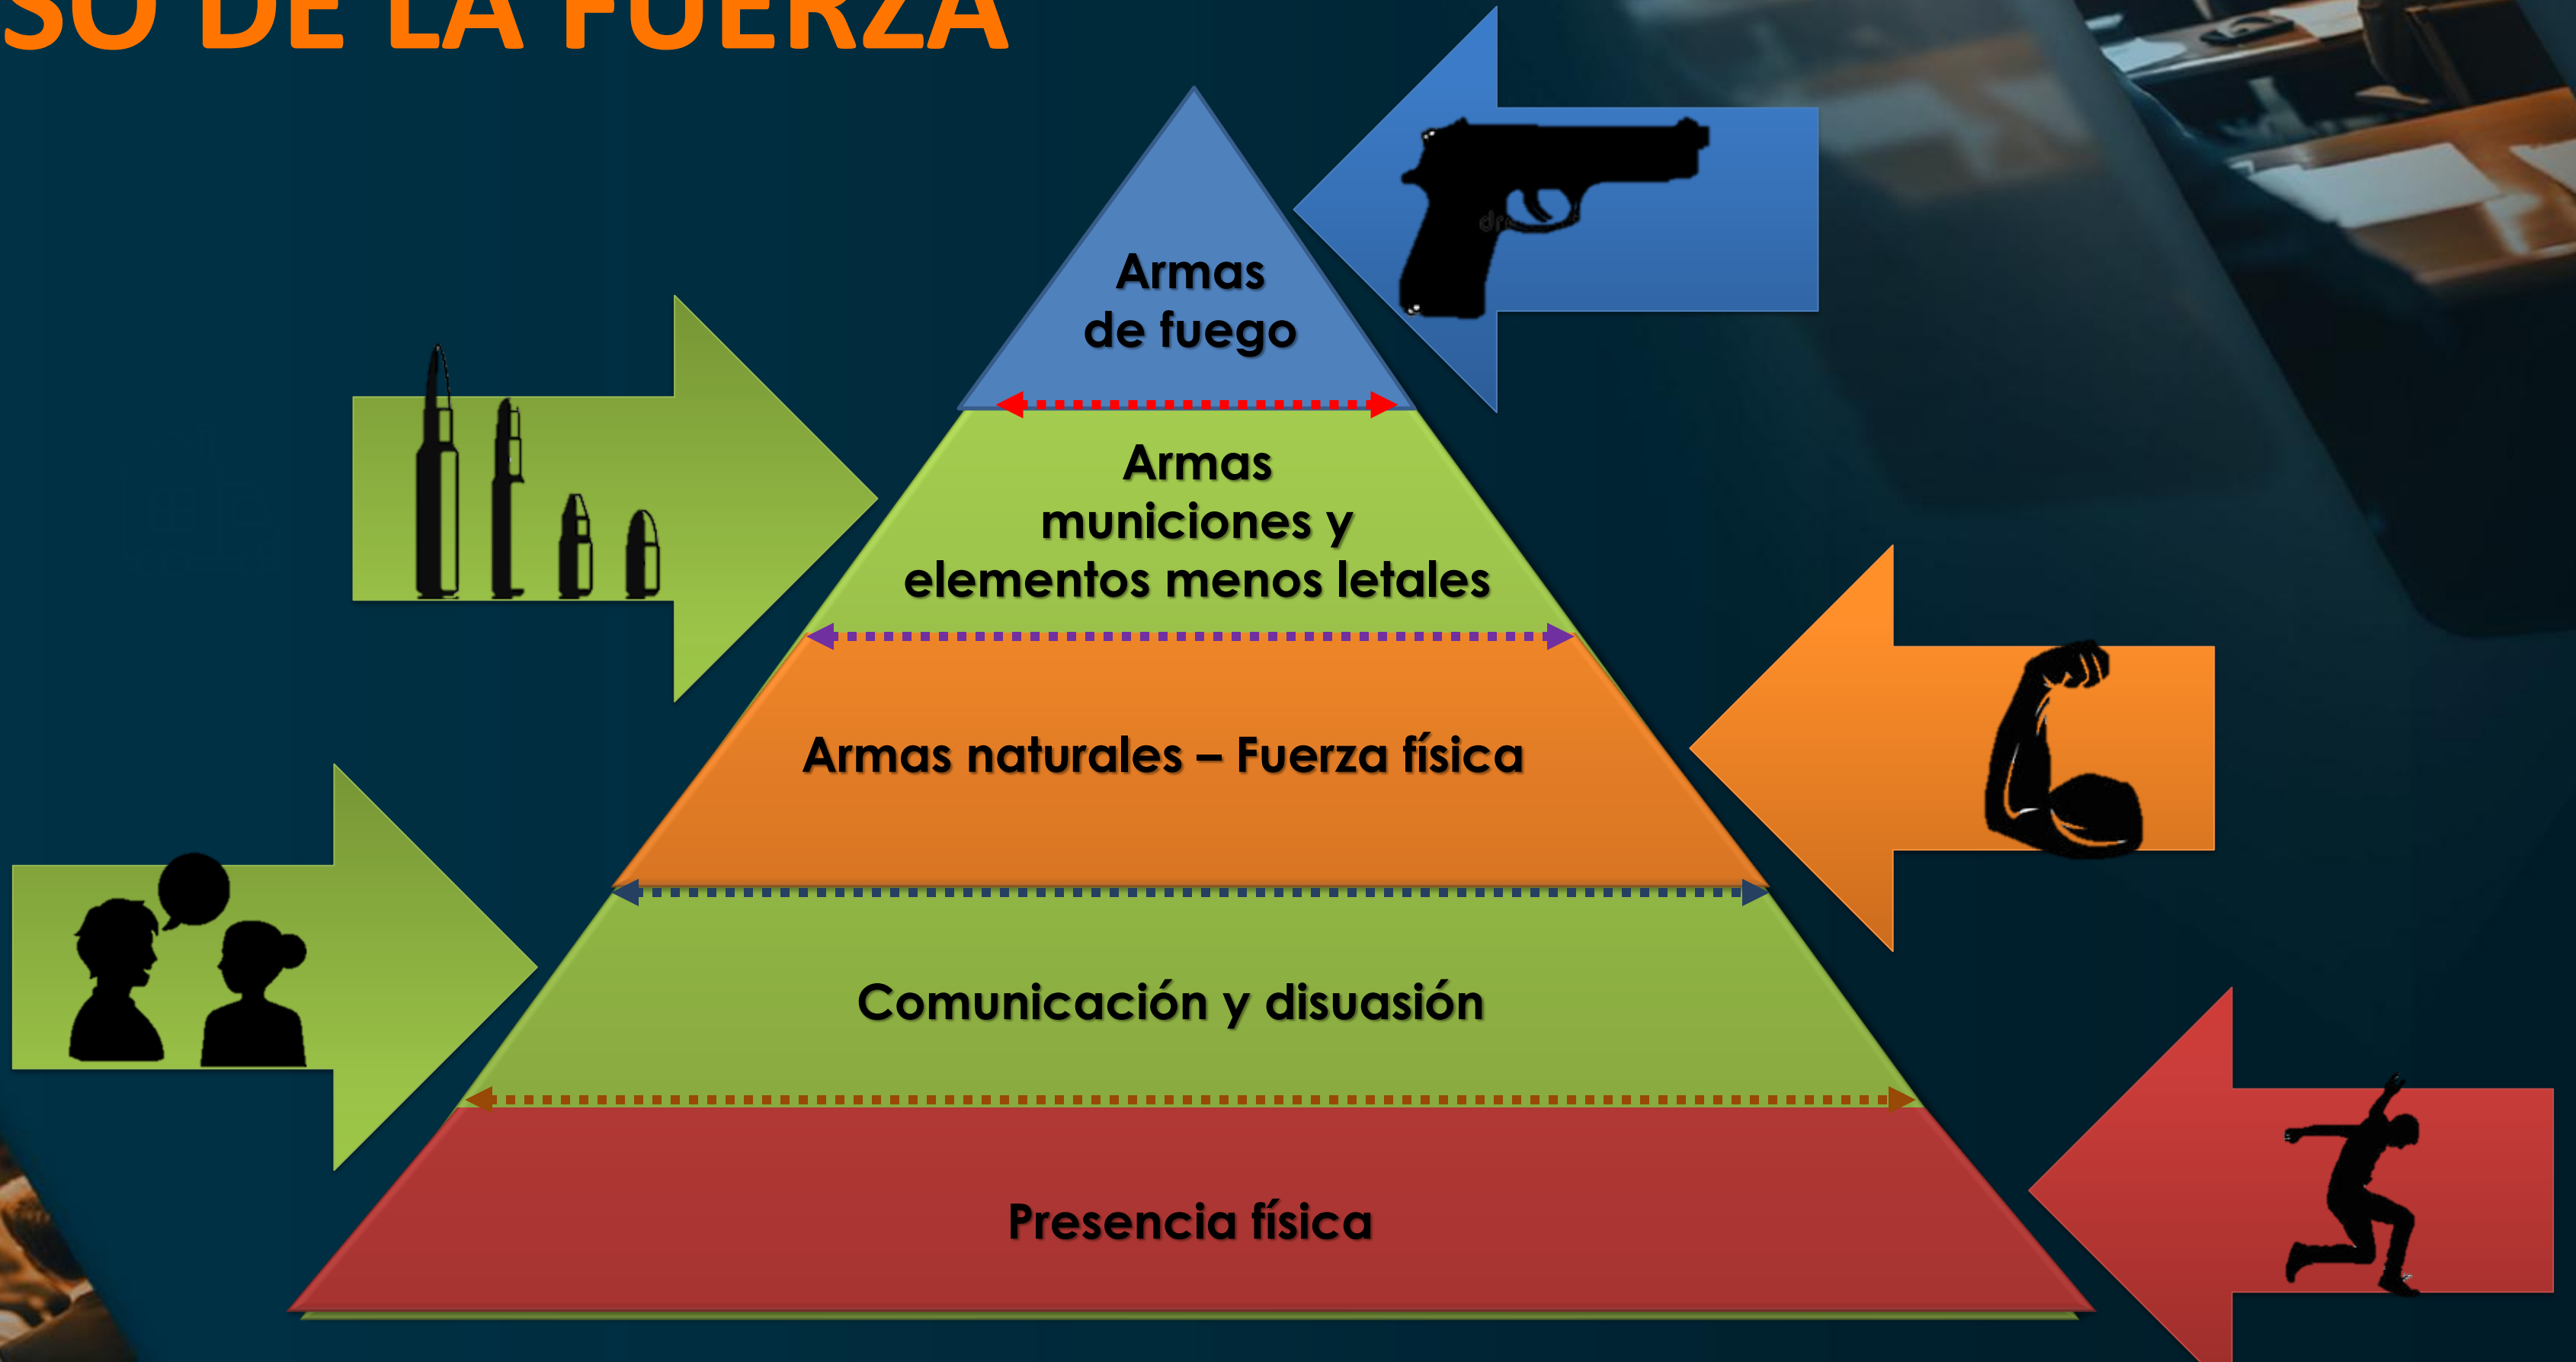 SO DE LA FUERZA
Armas
de fuego
Armas
municiones y
elementos menos letales
Armas naturales – Fuerza física
Comunicación y disuasión
Presencia física